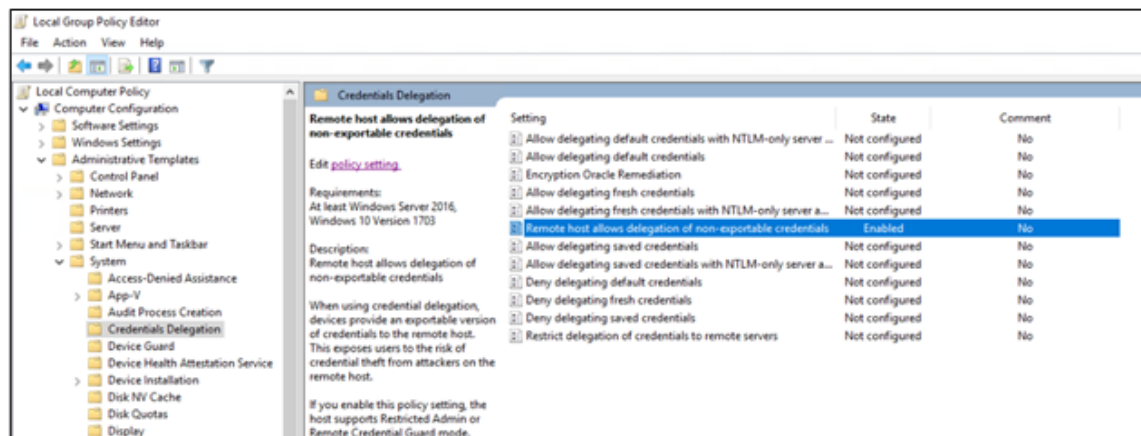 Local Group Policy Editor
File Action View Help
Local Computer Policy
Computer Configuration
Software Settings
Windows Settings
Administrative Templates
Control Panel
Network
Printers
Server
Start Menu and Taskbar
System
Access-Denied Assistance
App-V
Audit Process Creation
Credentials Delegation
Device Guard
Device Health Attestation Service
Device Installation
Disk NV Cache
Disk Quotas
Display
Credentials Delegation
Remote host allows delegation of
non-exportable credentials
Edit policy setting
Requirements:
At least Windows Server 2016,
Windows 10 Version 1703
Description:
Remote host allows delegation of
non-exportable credentials
When using credential delegation,
devices provide an exportable version
of credentials to the remote host.
This exposes users to the risk of
credential theft from attackers on the
remote host.
If you enable this policy setting, the
host supports Restricted Admin or
Remote Credential Guard mode.
Setting State Comment
Allow delegating default credentials with NTLM-only server ... Not configured No
Allow delegating default credentials Not configured No
Encryption Oracle Remediation Not configured No
Allow delegating fresh credentials Not configured No
Allow delegating fresh credentials with NTLM-only server a... Not configured No
Remote host allows delegation of non-exportable credentials Enabled No
Allow delegating saved credentials Not configured No
Allow delegating saved credentials with NTLM-only server a... Not configured No
Deny delegating default credentials Not configured No
Deny delegating fresh credentials Not configured No
Deny delegating saved credentials Not configured No
Restrict delegation of credentials to remote servers Not configured No